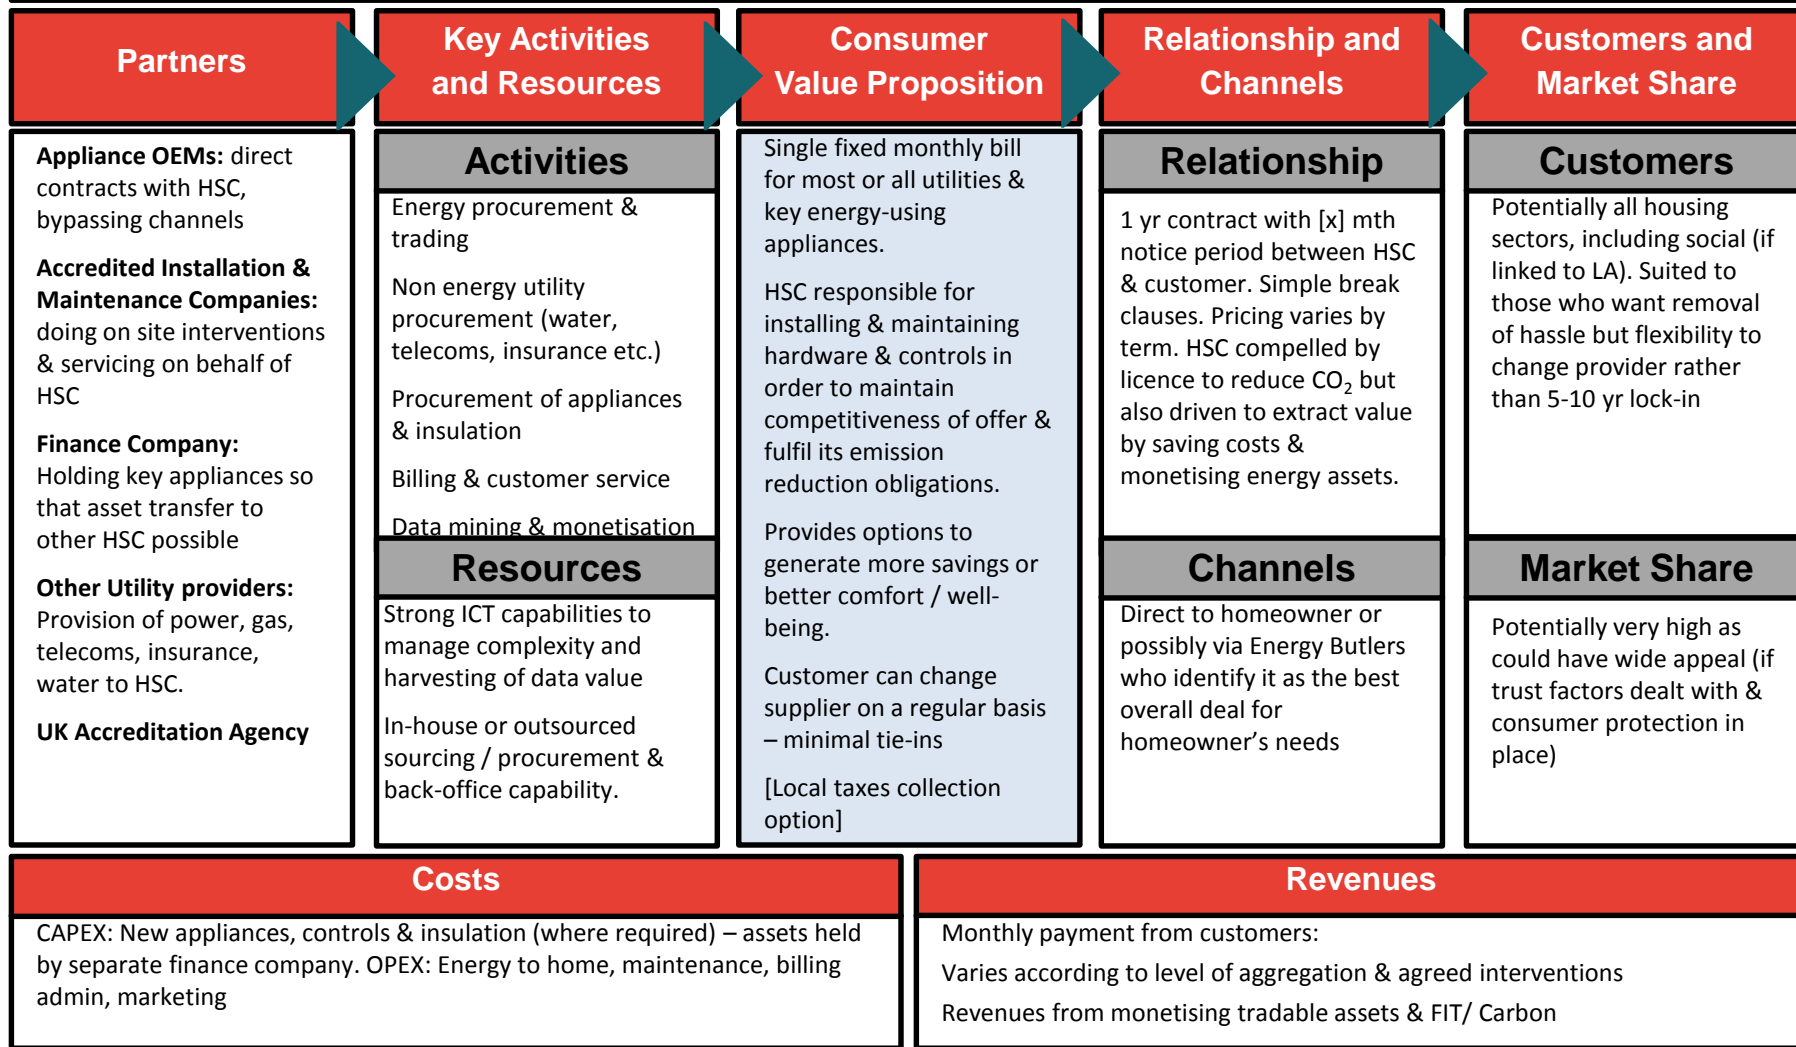 Partners
Key Activities
and Resources
Consumer
Value Proposition
Relationship and
Channels
Customers and
Market Share
Appliance OEMs: direct
contracts with HSC,
bypassing channels
Accredited Installation &
Maintenance Companies:
doing on site interventions
& servicing on behalf of
HSC
Finance Company:
Holding key appliances so
that asset transfer to
other HSC possible
Other Utility providers:
Provision of power, gas,
telecoms, insurance,
water to HSC.
UK Accreditation Agency
Activities
Energy procurement &
trading
Non energy utility
procurement (water,
telecoms, insurance etc.)
Procurement of appliances
& insulation
Billing & customer service
Data mining & monetisation
Resources
Strong ICT capabilities to
manage complexity and
harvesting of data value
In-house or outsourced
sourcing / procurement &
back-office capability.
Single fixed monthly bill
for most or all utilities &
key energy-using
appliances.
HSC responsible for
installing & maintaining
hardware & controls in
order to maintain
competitiveness of offer &
fulfil its emission
reduction obligations.
Provides options to
generate more savings or
better comfort / well-
being.
Customer can change
supplier on a regular basis
– minimal tie-ins
[Local taxes collection
option]
Relationship
1 yr contract with [x] mth
notice period between HSC
& customer. Simple break
clauses. Pricing varies by
term. HSC compelled by
licence to reduce CO₂ but
also driven to extract value
by saving costs &
monetising energy assets.
Channels
Direct to homeowner or
possibly via Energy Butlers
who identify it as the best
overall deal for
homeowner's needs
Customers
Potentially all housing
sectors, including social (if
linked to LA). Suited to
those who want removal
of hassle but flexibility to
change provider rather
than 5-10 yr lock-in
Market Share
Potentially very high as
could have wide appeal (if
trust factors dealt with &
consumer protection in
place)
Costs
CAPEX: New appliances, controls & insulation (where required) – assets held
by separate finance company. OPEX: Energy to home, maintenance, billing
admin, marketing
Revenues
Monthly payment from customers:
Varies according to level of aggregation & agreed interventions
Revenues from monetising tradable assets & FIT/ Carbon